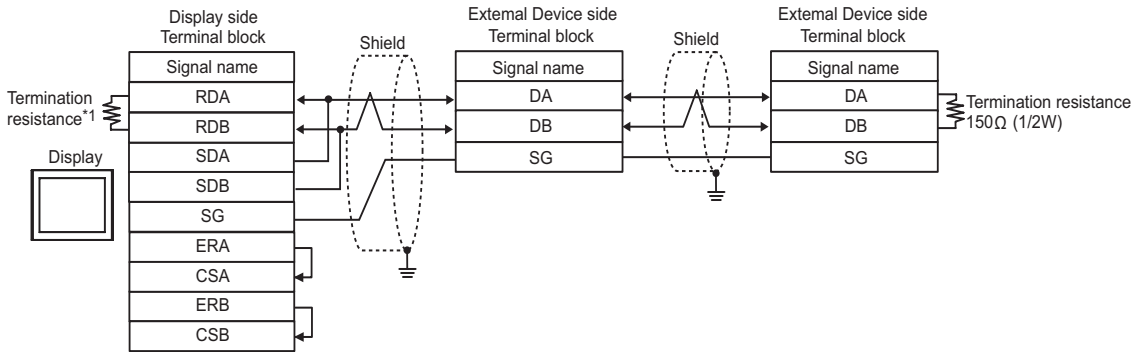 Display side
Terminal block
Signal name
RDA
RDB
SDA
SDB
SG
ERA
CSA
ERB
CSB
Termination
resistance*1
Display
Shield
External Device side
Terminal block
Signal name
DA
DB
SG
Shield
External Device side
Terminal block
Signal name
DA
DB
SG
Termination resistance
150Ω (1/2W)